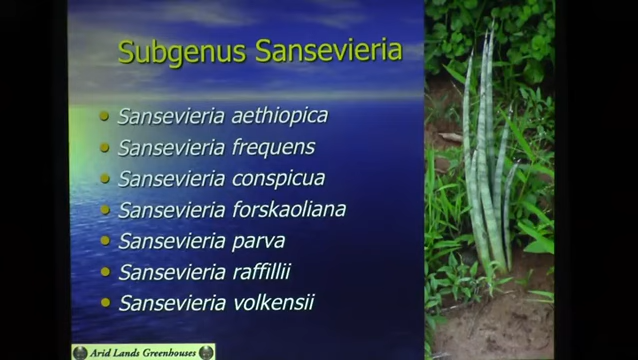 Subgenus Sansevieria
Sansevieria aethiopica
Sansevieria frequens
Sansevieria conspicua
Sansevieria forskaoliana
Sansevieria parva
Sansevieria raffillii
Sansevieria volkensii
Arid Lands Greenhouses